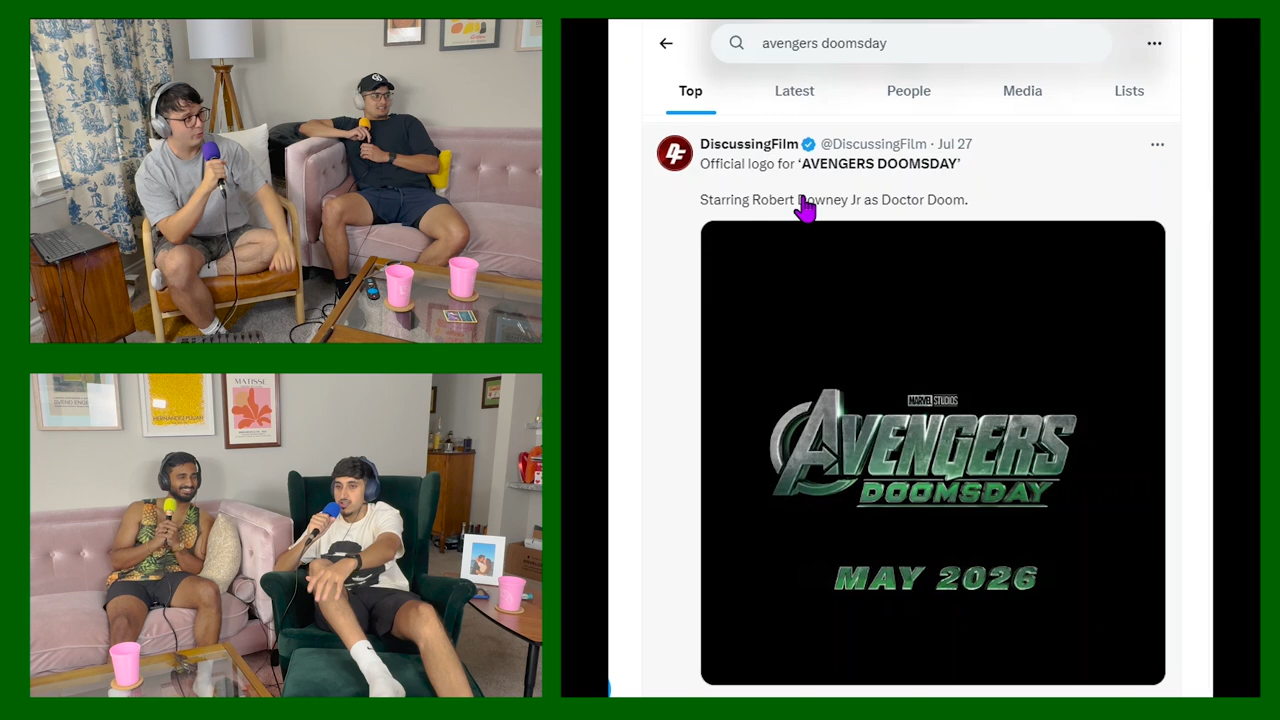 avengers doomsday
Top Latest People Media Lists
DiscussingFilm @DiscussingFilm · Jul 27
Official logo for ‘AVENGERS DOOMSDAY’
Starring Robert Downey Jr as Doctor Doom.
MARVEL STUDIOS
AVENGERS
DOOMSDAY
MAY 2026
MATISSE